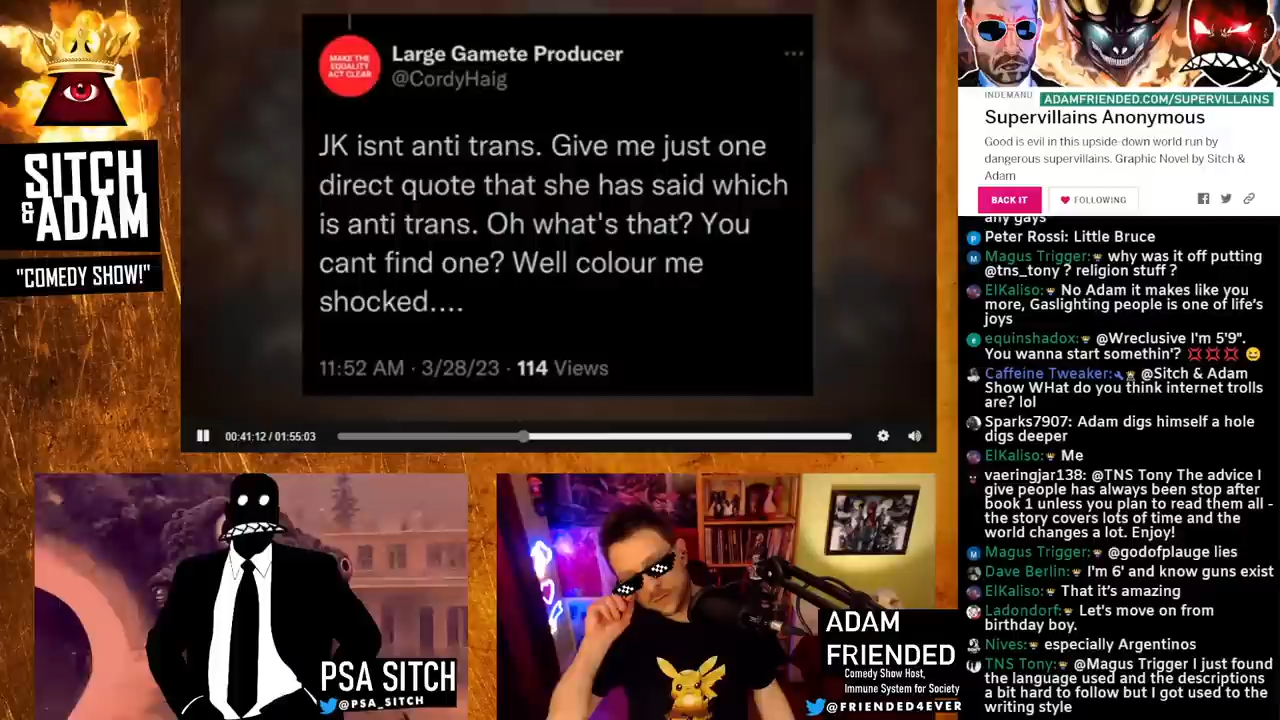 SITCH
& ADAM
"COMEDY SHOW!"
MAKE THE
EQUALITY
ACT CLEAR
Large Gamete Producer
@CordyHaig
JK isnt anti trans. Give me just one
direct quote that she has said which
is anti trans. Oh what's that? You
cant find one? Well colour me
shocked....
11:52 AM · 3/28/23 · 114 Views
00:41:12 / 01:55:03
PSA SITCH
@PSA_SITCH
ADAM
FRIENDED
Comedy Show Host,
Immune System for Society
@FRIENDED4EVER
INDEMAND
ADAMFRIENDED.COM/SUPERVILLAINS
Supervillains Anonymous
Good is evil in this upside-down world run by
dangerous supervillains. Graphic Novel by Sitch &
Adam
BACK IT
FOLLOWING
any gays
Peter Rossi: Little Bruce
Magus Trigger: why was it off putting
@tns_tony ? religion stuff ?
ElKaliso: No Adam it makes like you
more, Gaslighting people is one of life's
joys
equinshadox: @Wreclusive I'm 5'9".
You wanna start somethin'? 💢 💢 💢 😄
Caffeine Tweaker: @Sitch & Adam
Show WHat do you think internet trolls
are? lol
Sparks7907: Adam digs himself a hole
digs deeper
ElKaliso: Me
vaeringjar138: @TNS Tony The advice I
give people has always been stop after
book 1 unless you plan to read them all -
the story covers lots of time and the
world changes a lot. Enjoy!
Magus Trigger: @godofplauge lies
Dave Berlin: I'm 6' and know guns exist
ElKaliso: That it's amazing
Ladondorf: Let's move on from
birthday boy.
Nives: especially Argentinos
TNS Tony: @Magus Trigger I just found
the language used and the descriptions
a bit hard to follow but I got used to the
writing style